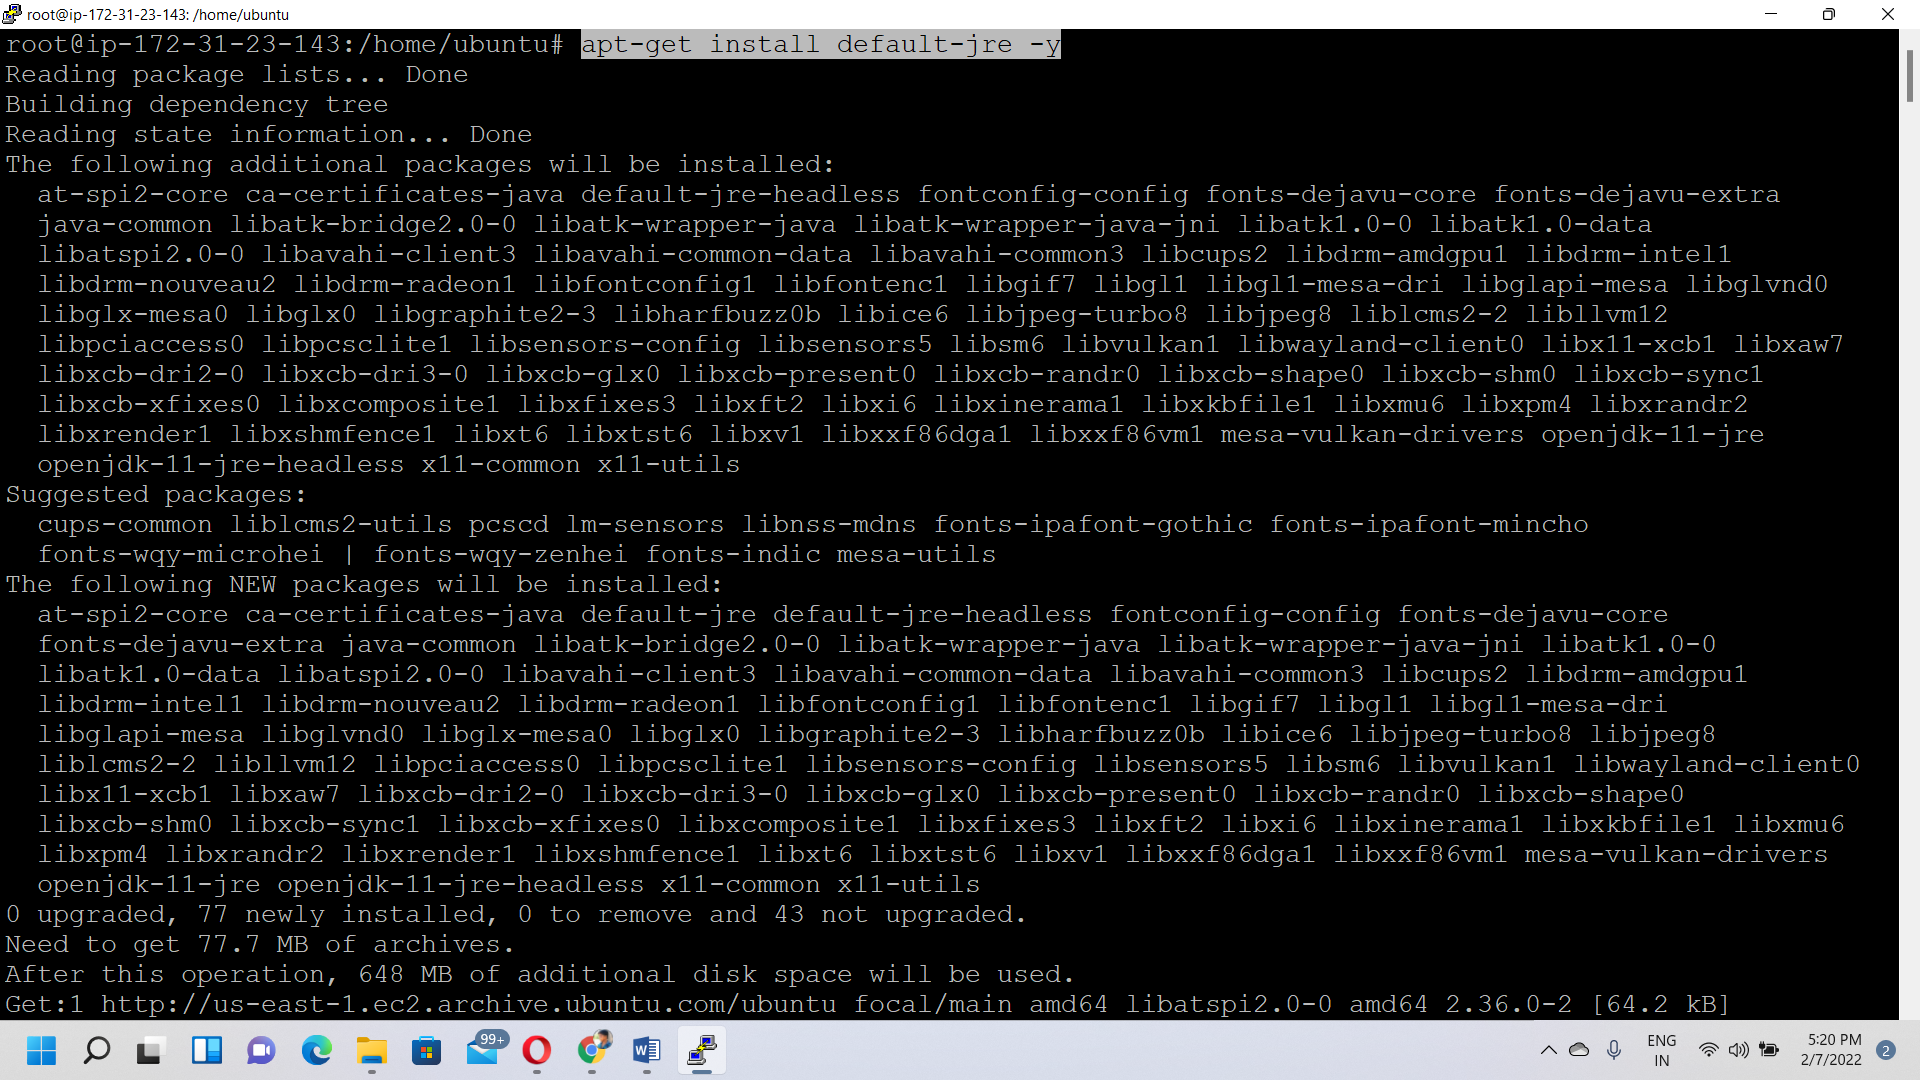 root@ip-172-31-23-143: /home/ubuntu
root@ip-172-31-23-143:/home/ubuntu# apt-get install default-jre -y
Reading package lists... Done
Building dependency tree
Reading state information... Done
The following additional packages will be installed:
  at-spi2-core ca-certificates-java default-jre-headless fontconfig-config fonts-dejavu-core fonts-dejavu-extra
  java-common libatk-bridge2.0-0 libatk-wrapper-java libatk-wrapper-java-jni libatk1.0-0 libatk1.0-data
  libatspi2.0-0 libavahi-client3 libavahi-common-data libavahi-common3 libcups2 libdrm-amdgpu1 libdrm-intel1
  libdrm-nouveau2 libdrm-radeon1 libfontconfig1 libfontenc1 libgif7 libgl1 libgl1-mesa-dri libglapi-mesa libglvnd0
  libglx-mesa0 libglx0 libgraphite2-3 libharfbuzz0b libice6 libjpeg-turbo8 libjpeg8 liblcms2-2 libllvm12
  libpciaccess0 libpcsclite1 libsensors-config libsensors5 libsm6 libvulkan1 libwayland-client0 libx11-xcb1 libxaw7
  libxcb-dri2-0 libxcb-dri3-0 libxcb-glx0 libxcb-present0 libxcb-randr0 libxcb-shape0 libxcb-shm0 libxcb-sync1
  libxcb-xfixes0 libxcomposite1 libxfixes3 libxft2 libxi6 libxinerama1 libxkbfile1 libxmu6 libxpm4 libxrandr2
  libxrender1 libxshmfence1 libxt6 libxtst6 libxv1 libxxf86dga1 libxxf86vm1 mesa-vulkan-drivers openjdk-11-jre
  openjdk-11-jre-headless x11-common x11-utils
Suggested packages:
  cups-common liblcms2-utils pcscd lm-sensors libnss-mdns fonts-ipafont-gothic fonts-ipafont-mincho
  fonts-wqy-microhei | fonts-wqy-zenhei fonts-indic mesa-utils
The following NEW packages will be installed:
  at-spi2-core ca-certificates-java default-jre default-jre-headless fontconfig-config fonts-dejavu-core
  fonts-dejavu-extra java-common libatk-bridge2.0-0 libatk-wrapper-java libatk-wrapper-java-jni libatk1.0-0
  libatk1.0-data libatspi2.0-0 libavahi-client3 libavahi-common-data libavahi-common3 libcups2 libdrm-amdgpu1
  libdrm-intel1 libdrm-nouveau2 libdrm-radeon1 libfontconfig1 libfontenc1 libgif7 libgl1 libgl1-mesa-dri
  libglapi-mesa libglvnd0 libglx-mesa0 libglx0 libgraphite2-3 libharfbuzz0b libice6 libjpeg-turbo8 libjpeg8
  liblcms2-2 libllvm12 libpciaccess0 libpcsclite1 libsensors-config libsensors5 libsm6 libvulkan1 libwayland-client0
  libx11-xcb1 libxaw7 libxcb-dri2-0 libxcb-dri3-0 libxcb-glx0 libxcb-present0 libxcb-randr0 libxcb-shape0
  libxcb-shm0 libxcb-sync1 libxcb-xfixes0 libxcomposite1 libxfixes3 libxft2 libxi6 libxinerama1 libxkbfile1 libxmu6
  libxpm4 libxrandr2 libxrender1 libxshmfence1 libxt6 libxtst6 libxv1 libxxf86dga1 libxxf86vm1 mesa-vulkan-drivers
  openjdk-11-jre openjdk-11-jre-headless x11-common x11-utils
0 upgraded, 77 newly installed, 0 to remove and 43 not upgraded.
Need to get 77.7 MB of archives.
After this operation, 648 MB of additional disk space will be used.
Get:1 http://us-east-1.ec2.archive.ubuntu.com/ubuntu focal/main amd64 libatspi2.0-0 amd64 2.36.0-2 [64.2 kB]
99+
ENG
IN
5:20 PM
2/7/2022
2